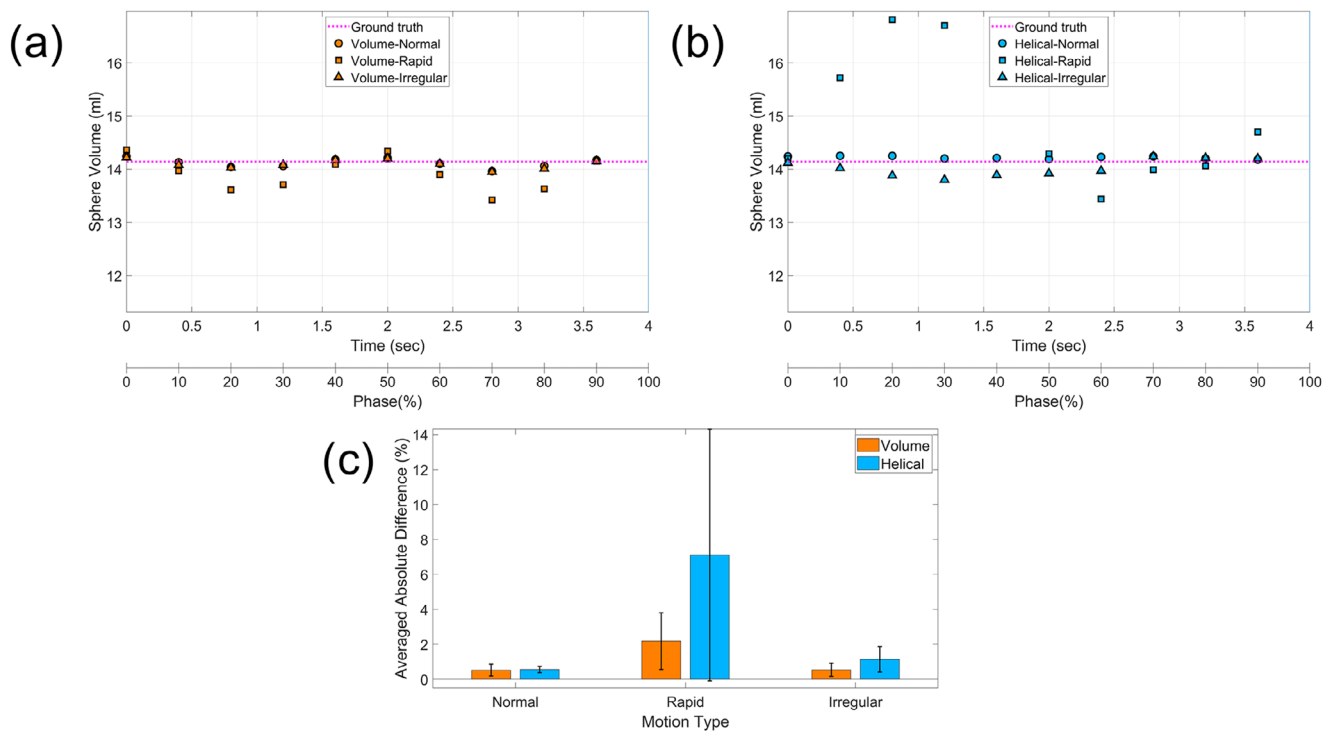 (a)
Ground truth
Volume-Normal
Volume-Rapid
Volume-Irregular
Sphere Volume (ml)
16
15
14
13
12
0 0.5 1 1.5 2 2.5 3 3.5 4
Time (sec)
0 10 20 30 40 50 60 70 80 90 100
Phase(%)
(b)
Ground truth
Helical-Normal
Helical-Rapid
Helical-Irregular
Sphere Volume (ml)
16
15
14
13
12
0 0.5 1 1.5 2 2.5 3 3.5 4
Time (sec)
0 10 20 30 40 50 60 70 80 90 100
Phase(%)
(c)
Volume
Helical
Averaged Absolute Difference (%)
14
12
10
8
6
4
2
0
Normal Rapid Irregular
Motion Type